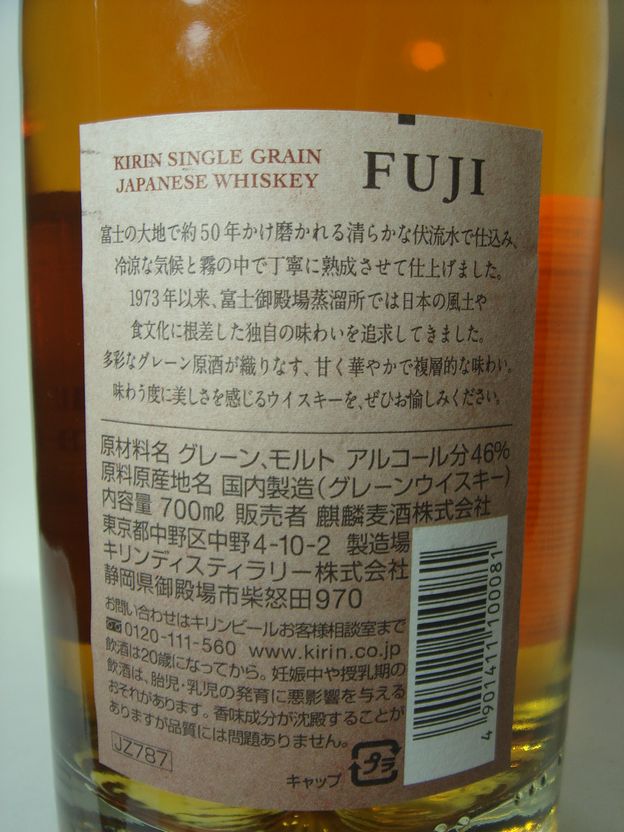 KIRIN SINGLE GRAIN
JAPANESE WHISKEY
FUJI
富士の大地で約50年かけ磨かれる清らかな伏流水で仕込み、
冷涼な気候と霧の中で丁寧に熟成させて仕上げました。
1973年以来、富士御殿場蒸溜所では日本の風土や
食文化に根差した独自の味わいを追求してきました。
多彩なグレーン原酒が織りなす、甘く華やかで複層的な味わい。
味わう度に美しさを感じるウイスキーを、ぜひお愉しみください。
原材料名 グレーン、モルト アルコール分46%
原料原産地名 国内製造(グレーンウイスキー)
内容量 700㎖ 販売者 麒麟麦酒株式会社
東京都中野区中野4-10-2 製造場
キリンディスティラリー株式会社
静岡県御殿場市柴怒田970
お問い合わせはキリンビールお客様相談室まで
0120-111-560 www.kirin.co.jp
飲酒は20歳になってから。妊娠中や授乳期の
飲酒は、胎児・乳児の発育に悪影響を与える
おそれがあります。香味成分が沈殿することが
ありますが品質には問題ありません。
JZ787
キャップ プラ
4 901411 100081